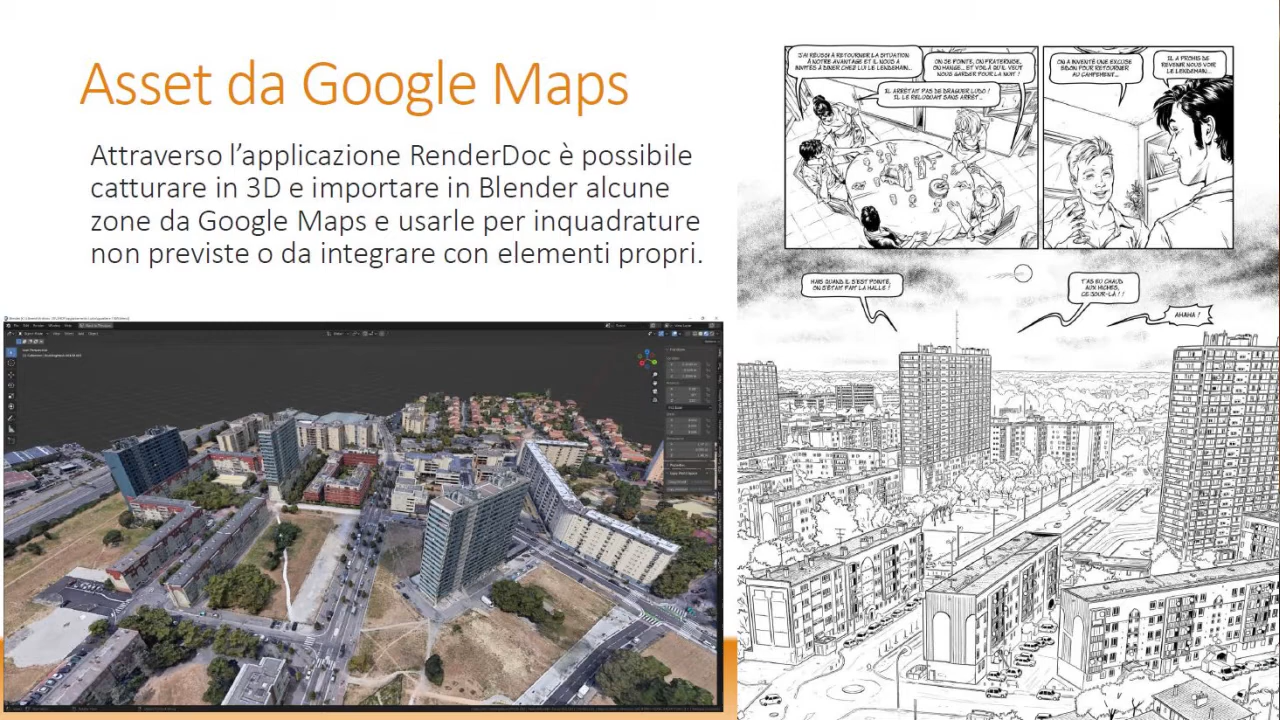 Asset da Google Maps
Attraverso l’applicazione RenderDoc è possibile
catturare in 3D e importare in Blender alcune
zone da Google Maps e usarle per inquadrature
non previste o da integrare con elementi propri.
J'AI RÉUSSI À RETOURNER LA SITUATION
À NOTRE AVANTAGE ET IL NOUS A
INVITÉS À DINER CHEZ LUI LE LENDEMAIN...
ON SE POINTE, ON FRATERNISE,
ON MANGE... ET VOILÀ QU'IL VEUT
NOUS GARDER POUR LA NUIT !
IL ARRÊTAIT PAS DE DRAGUER LUDO !
IL LE RELUQUAIT SANS ARRÊT...
ON A INVENTÉ UNE EXCUSE
BIDON POUR RETOURNER
AU CAMPEMENT...
IL A PROMIS DE
REVENIR NOUS VOIR
LE LENDEMAIN...
MAIS QUAND IL S'EST POINTÉ,
ON S'ÉTAIT FAIT LA MALLE !
T'AS EU CHAUD
AUX MICHES,
CE JOUR-LÀ ! !
AHAHA !